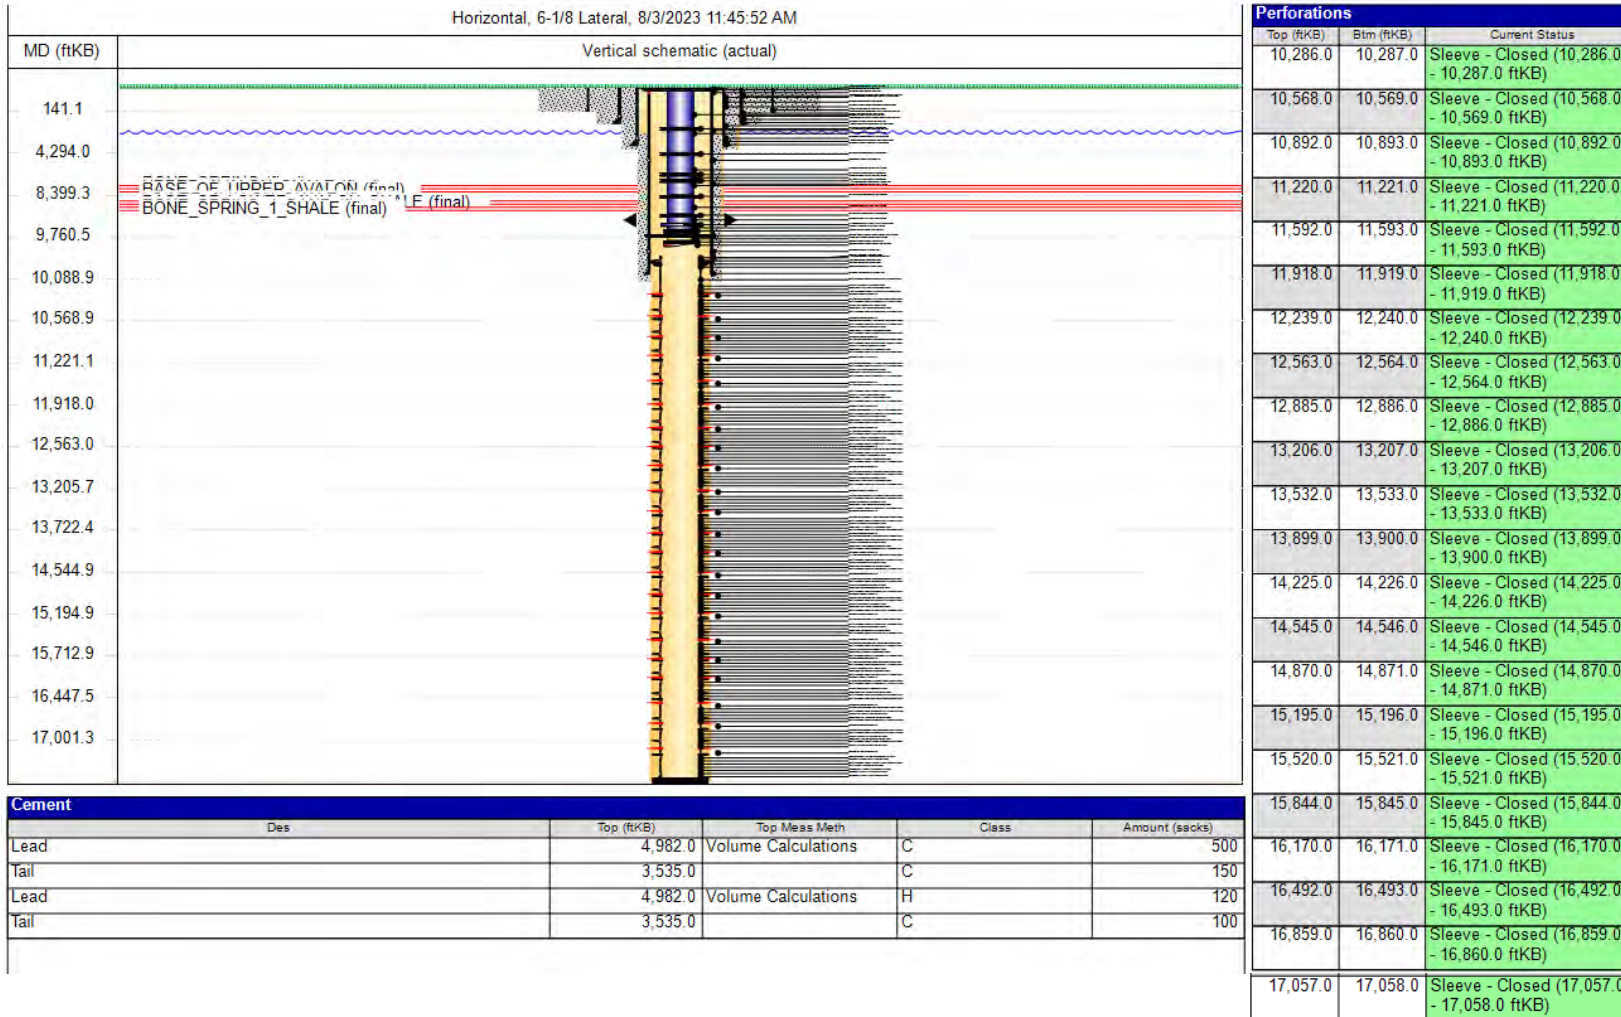 Horizontal, 6-1/8 Lateral, 8/3/2023 11:45:52 AM
MD (ftKB)
Vertical schematic (actual)
141.1
4,294.0
8,399.3
9,760.5
10,088.9
10,568.9
11,221.1
11,918.0
12,563.0
13,205.7
13,722.4
14,544.9
15,194.9
15,712.9
16,447.5
17,001.3
BASE_OF_UPPER_AVALON (final)
LE (final)
BONE_SPRING_1_SHALE (final)
Cement
Des Top (ftKB) Top Meas Meth Class Amount (sacks)
Lead 4,982.0 Volume Calculations C 500
Tail 3,535.0 C 150
Lead 4,982.0 Volume Calculations H 120
Tail 3,535.0 C 100
Perforations
Top (ftKB) Btm (ftKB) Current Status
10,286.0 10,287.0 Sleeve - Closed (10,286.0
- 10,287.0 ftKB)
10,568.0 10,569.0 Sleeve - Closed (10,568.0
- 10,569.0 ftKB)
10,892.0 10,893.0 Sleeve - Closed (10,892.0
- 10,893.0 ftKB)
11,220.0 11,221.0 Sleeve - Closed (11,220.0
- 11,221.0 ftKB)
11,592.0 11,593.0 Sleeve - Closed (11,592.0
- 11,593.0 ftKB)
11,918.0 11,919.0 Sleeve - Closed (11,918.0
- 11,919.0 ftKB)
12,239.0 12,240.0 Sleeve - Closed (12,239.0
- 12,240.0 ftKB)
12,563.0 12,564.0 Sleeve - Closed (12,563.0
- 12,564.0 ftKB)
12,885.0 12,886.0 Sleeve - Closed (12,885.0
- 12,886.0 ftKB)
13,206.0 13,207.0 Sleeve - Closed (13,206.0
- 13,207.0 ftKB)
13,532.0 13,533.0 Sleeve - Closed (13,532.0
- 13,533.0 ftKB)
13,899.0 13,900.0 Sleeve - Closed (13,899.0
- 13,900.0 ftKB)
14,225.0 14,226.0 Sleeve - Closed (14,225.0
- 14,226.0 ftKB)
14,545.0 14,546.0 Sleeve - Closed (14,545.0
- 14,546.0 ftKB)
14,870.0 14,871.0 Sleeve - Closed (14,870.0
- 14,871.0 ftKB)
15,195.0 15,196.0 Sleeve - Closed (15,195.0
- 15,196.0 ftKB)
15,520.0 15,521.0 Sleeve - Closed (15,520.0
- 15,521.0 ftKB)
15,844.0 15,845.0 Sleeve - Closed (15,844.0
- 15,845.0 ftKB)
16,170.0 16,171.0 Sleeve - Closed (16,170.0
- 16,171.0 ftKB)
16,492.0 16,493.0 Sleeve - Closed (16,492.0
- 16,493.0 ftKB)
16,859.0 16,860.0 Sleeve - Closed (16,859.0
- 16,860.0 ftKB)
17,057.0 17,058.0 Sleeve - Closed (17,057.0
- 17,058.0 ftKB)